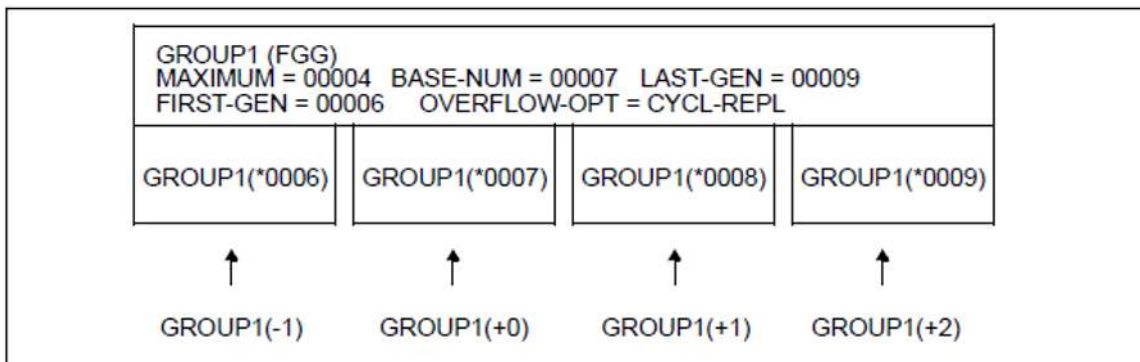 GROUP1 (FGG)
MAXIMUM = 00004 BASE-NUM = 00007 LAST-GEN = 00009
FIRST-GEN = 00006 OVERFLOW-OPT = CYCL-REPL
GROUP1(*0006) GROUP1(*0007) GROUP1(*0008) GROUP1(*0009)
GROUP1(-1) GROUP1(+0) GROUP1(+1) GROUP1(+2)